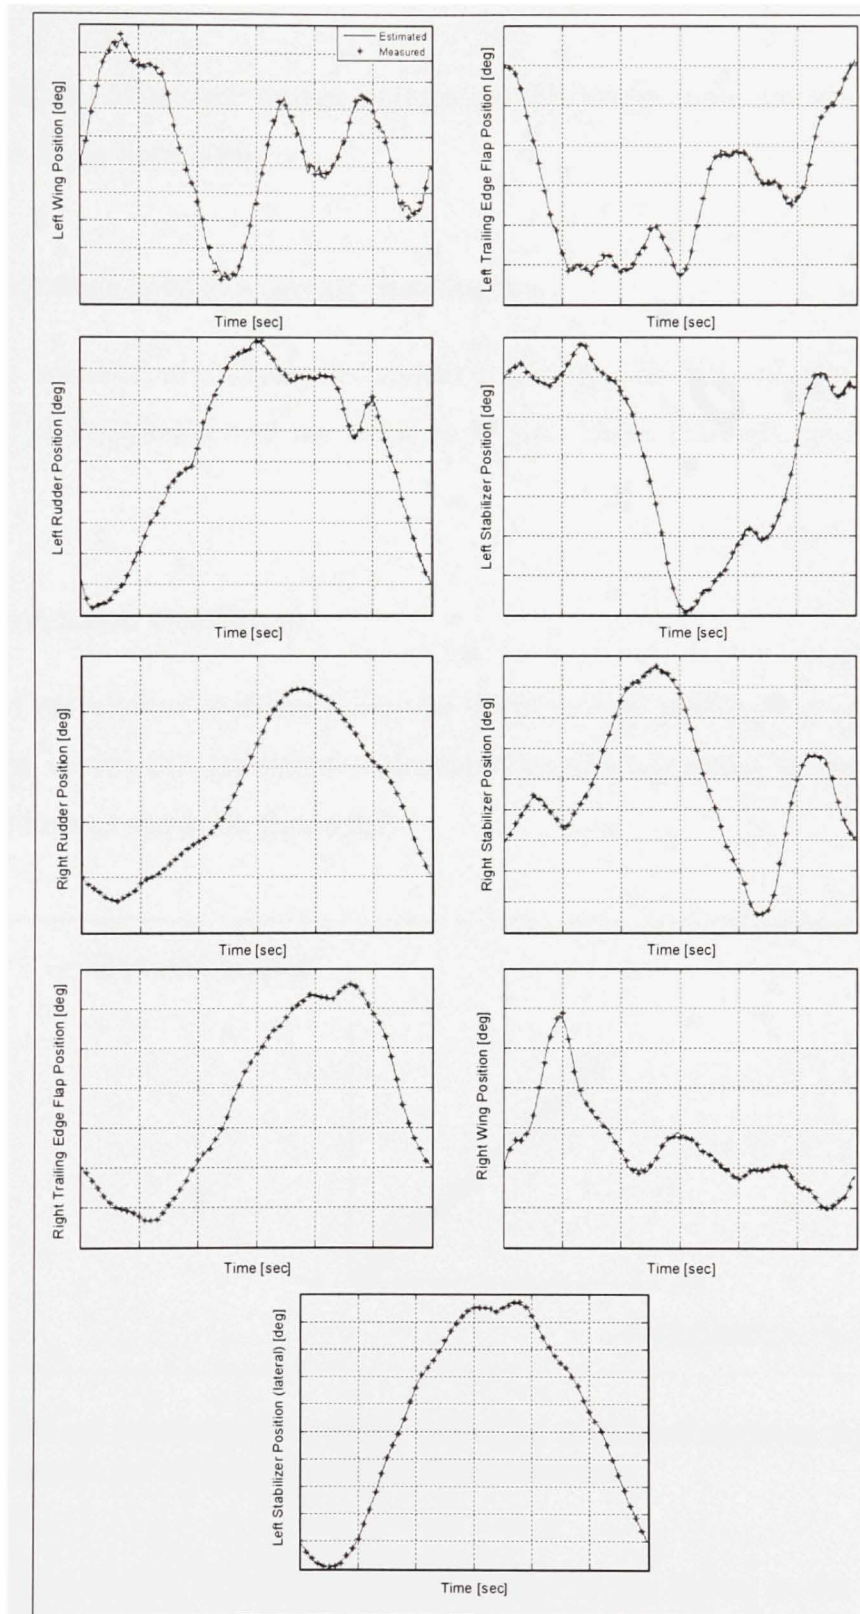 Estimated
Measured
Left Wing Position [deg]
Time [sec]
Left Trailing Edge Flap Position [deg]
Time [sec]
Left Rudder Position [deg]
Time [sec]
Left Stabilizer Position [deg]
Time [sec]
Right Rudder Position [deg]
Time [sec]
Right Stabilizer Position [deg]
Time [sec]
Right Trailing Edge Flap Position [deg]
Time [sec]
Right Wing Position [deg]
Time [sec]
Left Stabilizer Position (lateral) [deg]
Time [sec]